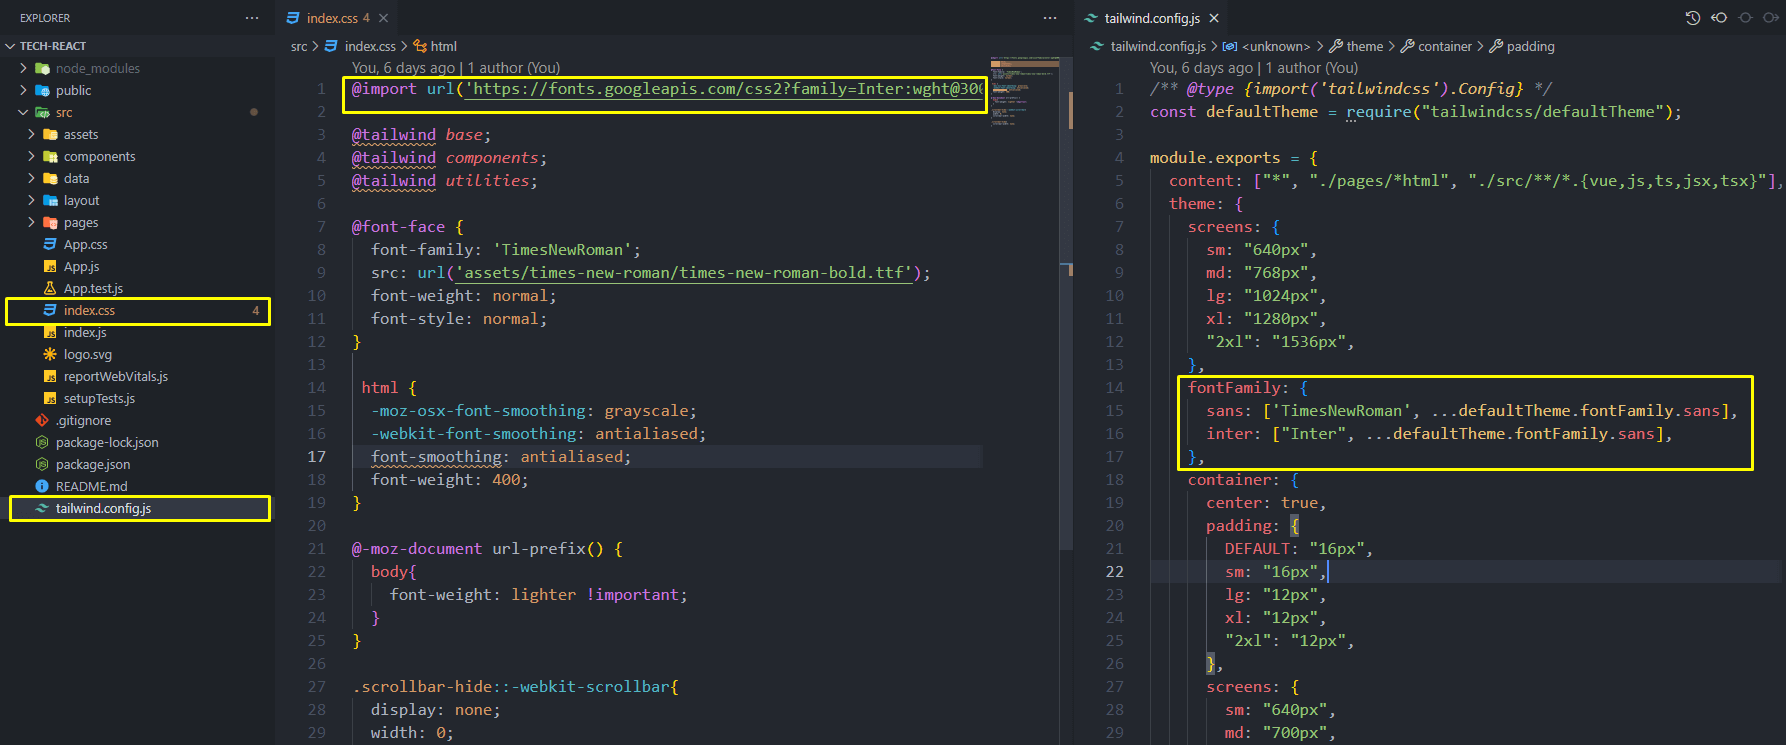 EXPLORER
TECH-REACT
node_modules
public
src
assets
components
data
layout
pages
App.css
App.js
App.test.js
index.css 4
index.js
logo.svg
reportWebVitals.js
setupTests.js
.gitignore
package-lock.json
package.json
README.md
tailwind.config.js
index.css 4
src > index.css > html
You, 6 days ago | 1 author (You)
1 @import url('https://fonts.googleapis.com/css2?family=Inter:wght@300
2
3 @tailwind base;
4 @tailwind components;
5 @tailwind utilities;
6
7 @font-face {
8 font-family: 'TimesNewRoman';
9 src: url('assets/times-new-roman/times-new-roman-bold.ttf');
10 font-weight: normal;
11 font-style: normal;
12 }
13
14 html {
15 -moz-osx-font-smoothing: grayscale;
16 -webkit-font-smoothing: antialiased;
17 font-smoothing: antialiased;
18 font-weight: 400;
19 }
20
21 @-moz-document url-prefix() {
22 body{
23 font-weight: lighter !important;
24 }
25 }
26
27 .scrollbar-hide::-webkit-scrollbar{
28 display: none;
29 width: 0;
tailwind.config.js
tailwind.config.js > <unknown> > theme > container > padding
You, 6 days ago | 1 author (You)
1 /** @type {import('tailwindcss').Config} */
2 const defaultTheme = require("tailwindcss/defaultTheme");
3
4 module.exports = {
5 content: ["*", "./pages/*html", "./src/**/*.{vue,js,ts,jsx,tsx}"],
6 theme: {
7 screens: {
8 sm: "640px",
9 md: "768px",
10 lg: "1024px",
11 xl: "1280px",
12 "2xl": "1536px",
13 },
14 fontFamily: {
15 sans: ['TimesNewRoman', ...defaultTheme.fontFamily.sans],
16 inter: ["Inter", ...defaultTheme.fontFamily.sans],
17 },
18 container: {
19 center: true,
20 padding: {
21 DEFAULT: "16px",
22 sm: "16px",
23 lg: "12px",
24 xl: "12px",
25 "2xl": "12px",
26 },
27 screens: {
28 sm: "640px",
29 md: "700px",